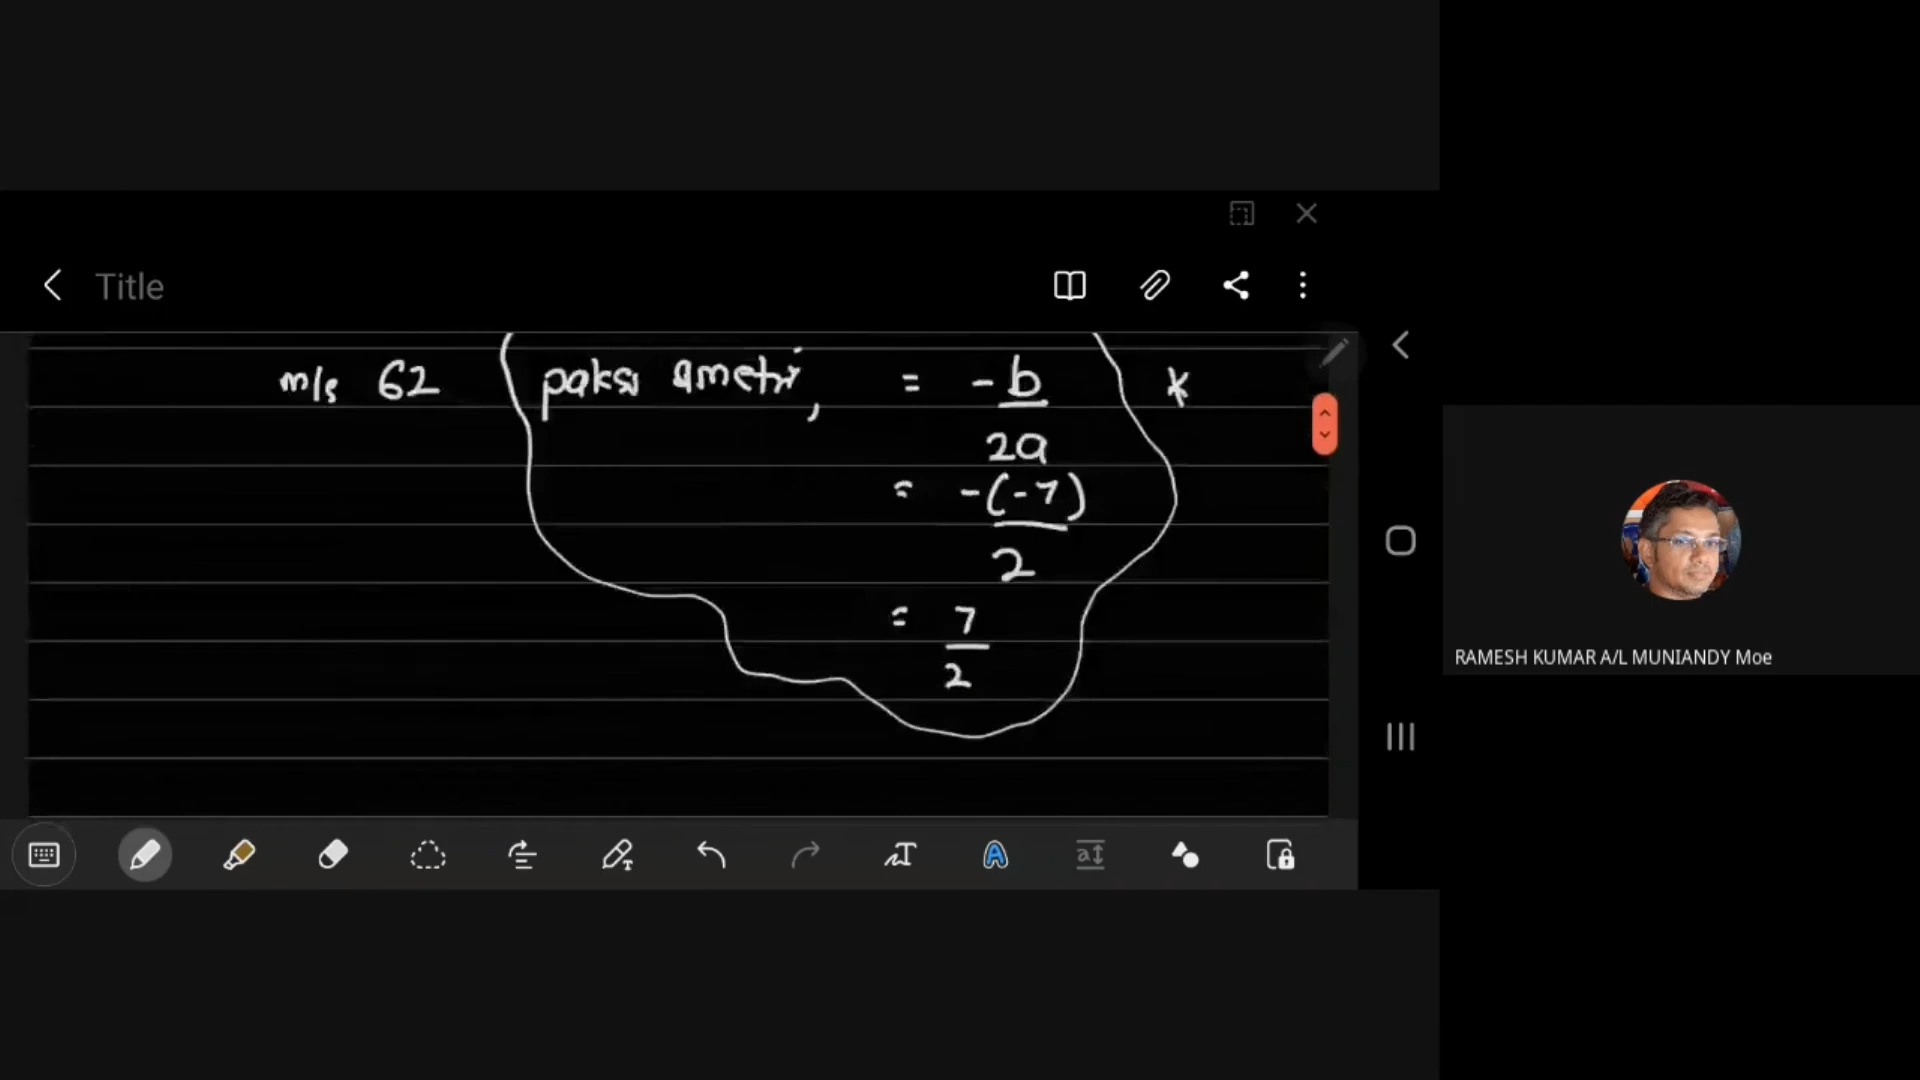 Title
m/s 62 paksi simetri, = -b *
2a
= -(-7)
2
= 7
2
RAMESH KUMAR A/L MUNIANDY Moe